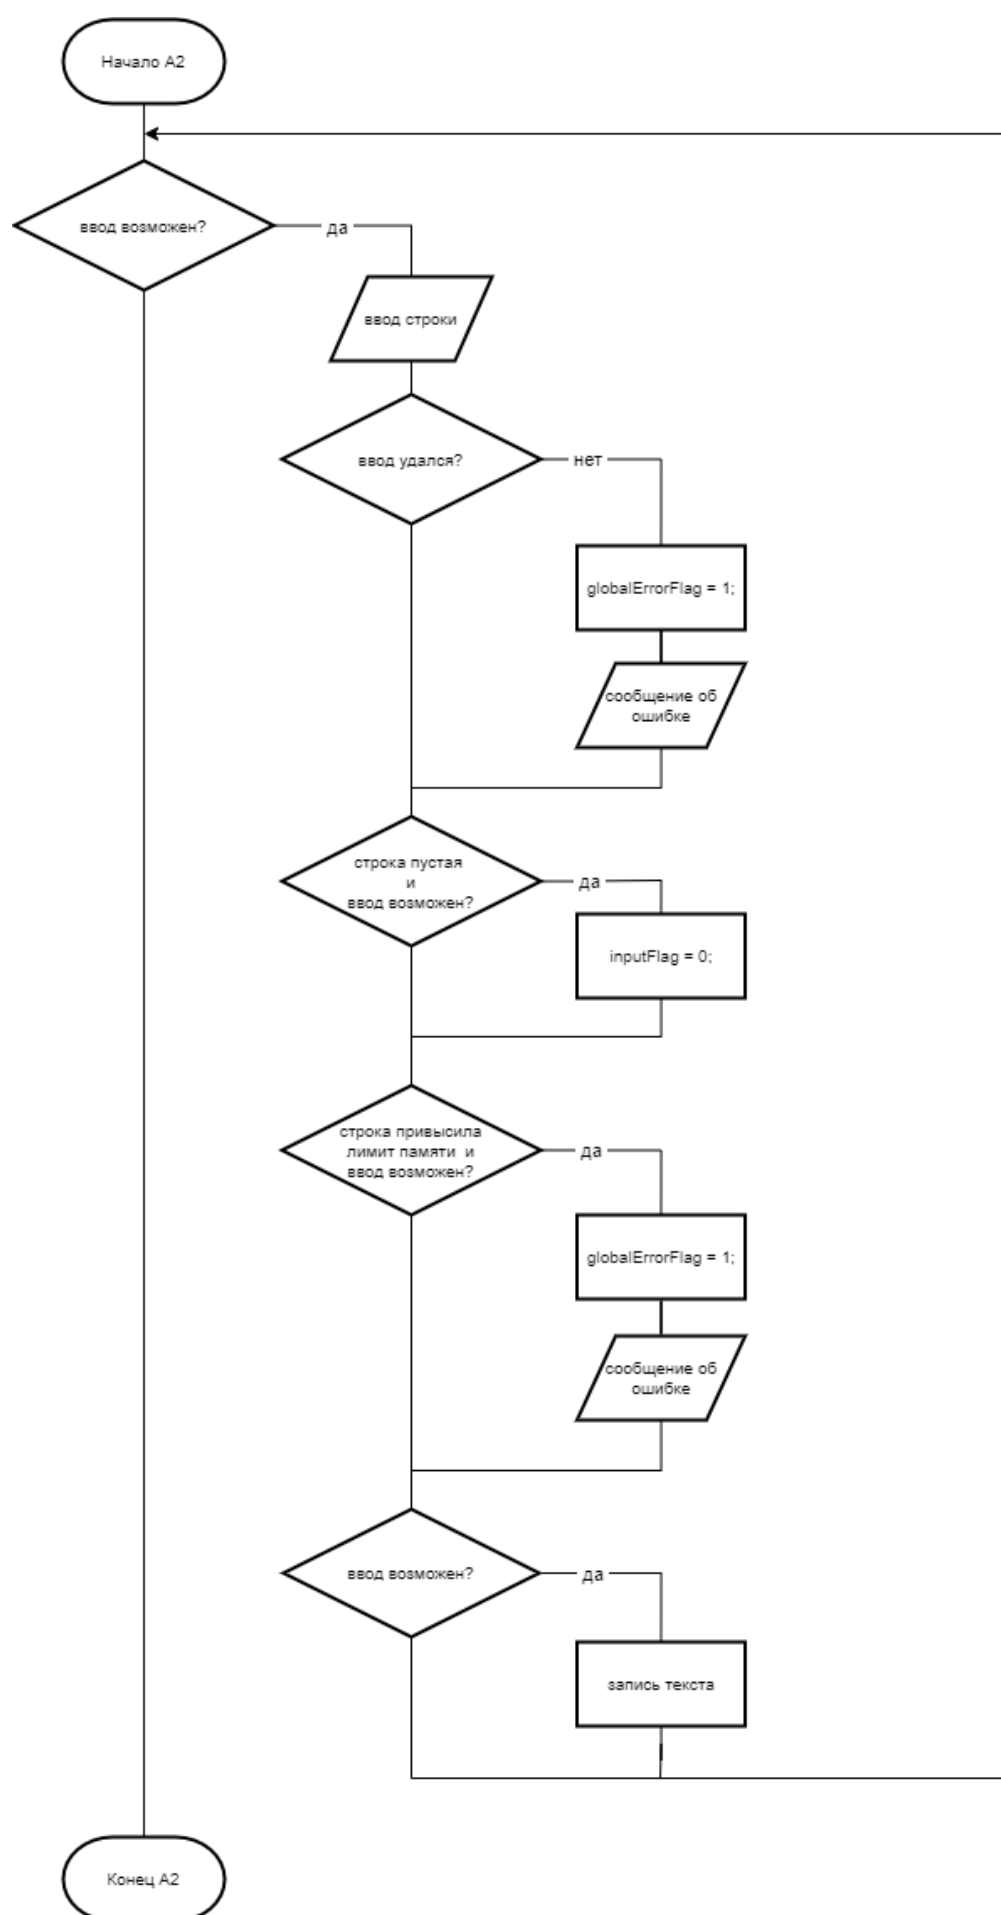 Начало А2
ввод возможен?
да
ввод строки
ввод удался?
нет
globalErrorFlag = 1;
сообщение об
ошибке
строка пустая
и
ввод возможен?
да
inputFlag = 0;
строка привысила
лимит памяти и
ввод возможен?
да
globalErrorFlag = 1;
сообщение об
ошибке
ввод возможен?
да
запись текста
Конец А2